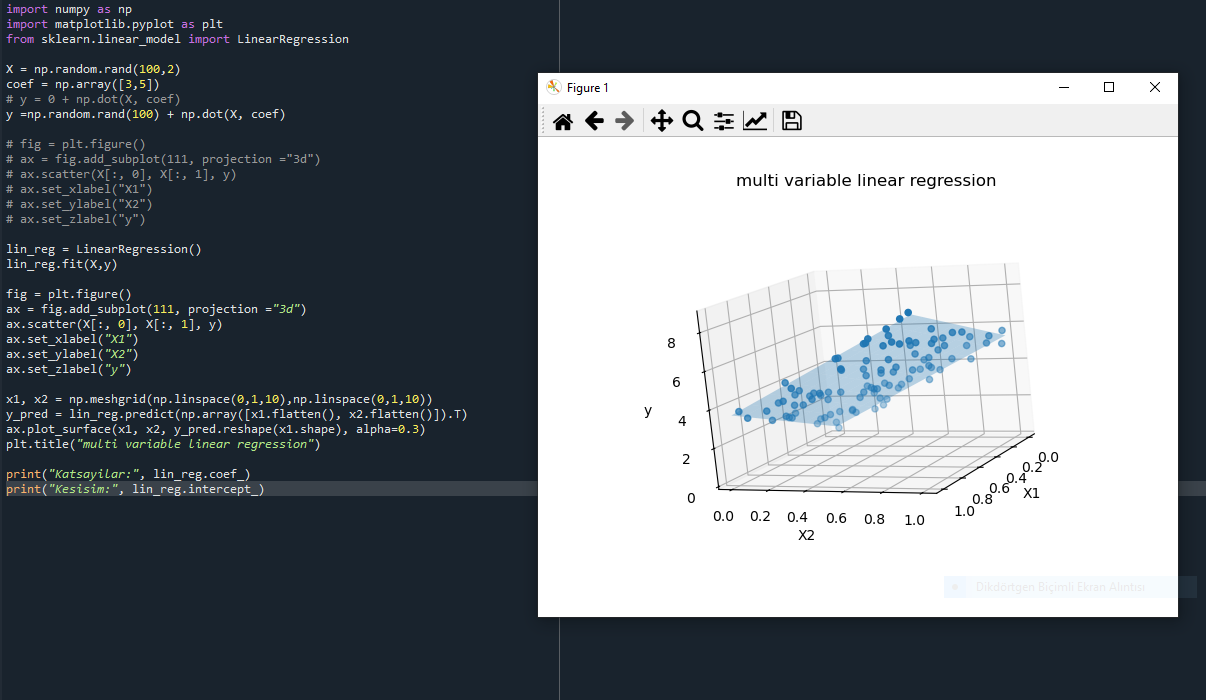 import numpy as np
import matplotlib.pyplot as plt
from sklearn.linear_model import LinearRegression
X = np.random.rand(100,2)
coef = np.array([3,5])
# y = 0 + np.dot(X, coef)
y =np.random.rand(100) + np.dot(X, coef)
# fig = plt.figure()
# ax = fig.add_subplot(111, projection ="3d")
# ax.scatter(X[:, 0], X[:, 1], y)
# ax.set_xlabel("X1")
# ax.set_ylabel("X2")
# ax.set_zlabel("y")
lin_reg = LinearRegression()
lin_reg.fit(X,y)
fig = plt.figure()
ax = fig.add_subplot(111, projection ="3d")
ax.scatter(X[:, 0], X[:, 1], y)
ax.set_xlabel("X1")
ax.set_ylabel("X2")
ax.set_zlabel("y")
x1, x2 = np.meshgrid(np.linspace(0,1,10),np.linspace(0,1,10))
y_pred = lin_reg.predict(np.array([x1.flatten(), x2.flatten()]).T)
ax.plot_surface(x1, x2, y_pred.reshape(x1.shape), alpha=0.3)
plt.title("multi variable linear regression")
print("Katsayilar:", lin_reg.coef_)
print("Kesisim:", lin_reg.intercept_)
Figure 1
multi variable linear regression
8
6
y
4
2
0
0.0 0.2 0.4 0.6 0.8 1.0
X2
0.0
0.2
0.4
0.6
0.8
1.0
X1
Dikdörtgen Biçimli Ekran Alıntısı